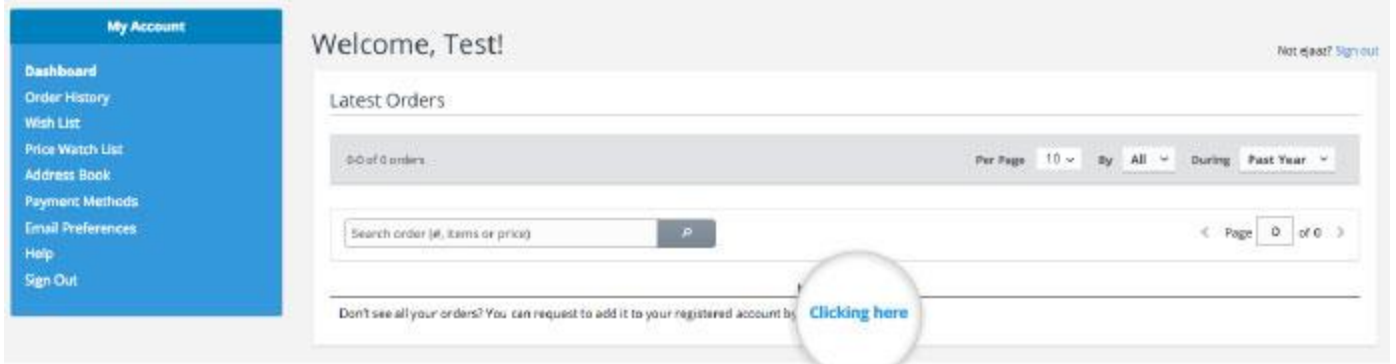 My Account
Dashboard
Order History
Wish List
Price Watch List
Address Book
Payment Methods
Email Preferences
Help
Sign Out
Welcome, Test!
Not ejaaz? Sign out
Latest Orders
0-0 of 0 orders
Per Page 10 By All During Past Year
Search order (#, items or price)
Page 0 of 0
Don't see all your orders? You can request to add it to your registered account by Clicking here